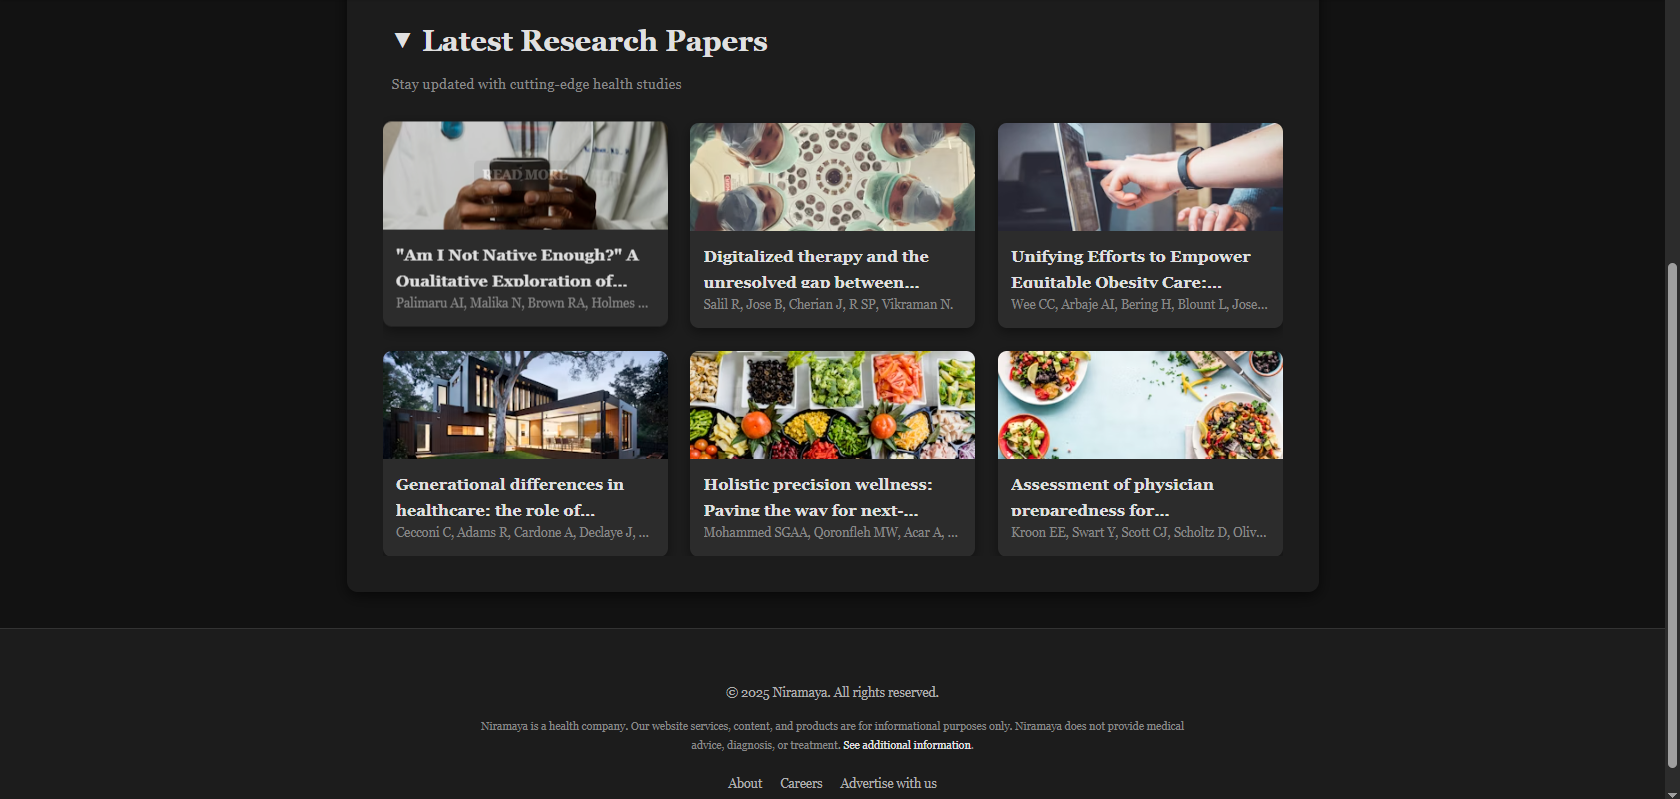 ▼ Latest Research Papers
Stay updated with cutting-edge health studies
READ MORE
"Am I Not Native Enough?" A
Qualitative Exploration of...
Palimaru AI, Malika N, Brown RA, Holmes ...
Digitalized therapy and the
unresolved gap between...
Salil R, Jose B, Cherian J, R SP, Vikraman N.
Unifying Efforts to Empower
Equitable Obesity Care:...
Wee CC, Arbaje AI, Bering H, Blount L, Jose...
Generational differences in
healthcare: the role of...
Cecconi C, Adams R, Cardone A, Declaye J, ...
Holistic precision wellness:
Paving the way for next-...
Mohammed SGAA, Qoronfleh MW, Acar A, ...
Assessment of physician
preparedness for...
Kroon EE, Swart Y, Scott CJ, Scholtz D, Oliv...
© 2025 Niramaya. All rights reserved.
Niramaya is a health company. Our website services, content, and products are for informational purposes only. Niramaya does not provide medical
advice, diagnosis, or treatment. See additional information.
About Careers Advertise with us